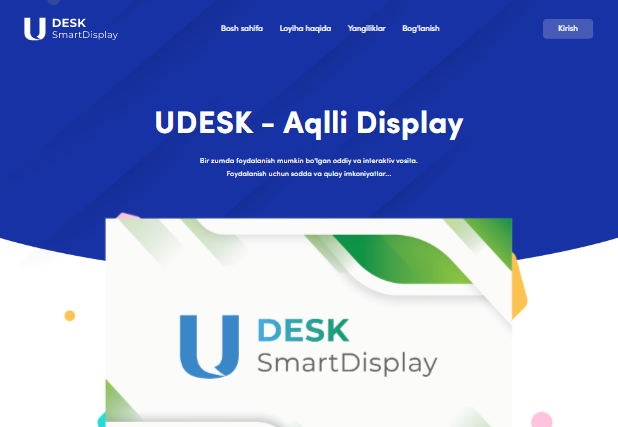 DESK
SmartDisplay
Bosh sahifa
Loyiha haqida
Yangiliklar
Bog'lanish
Kirish
UDESK - Aqlli Display
Bir zumda foydalanish mumkin bo'lgan oddiy va interaktiv vosita.
Foydalanish uchun sodda va qulay imkoniyatlar...
U DESK
SmartDisplay